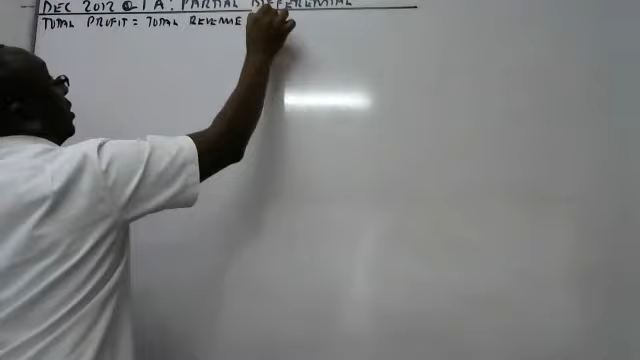 DEC 2012 Q1A: PARTIAL DIFFERENTIAL
TOTAL PROFIT = TOTAL REVENUE